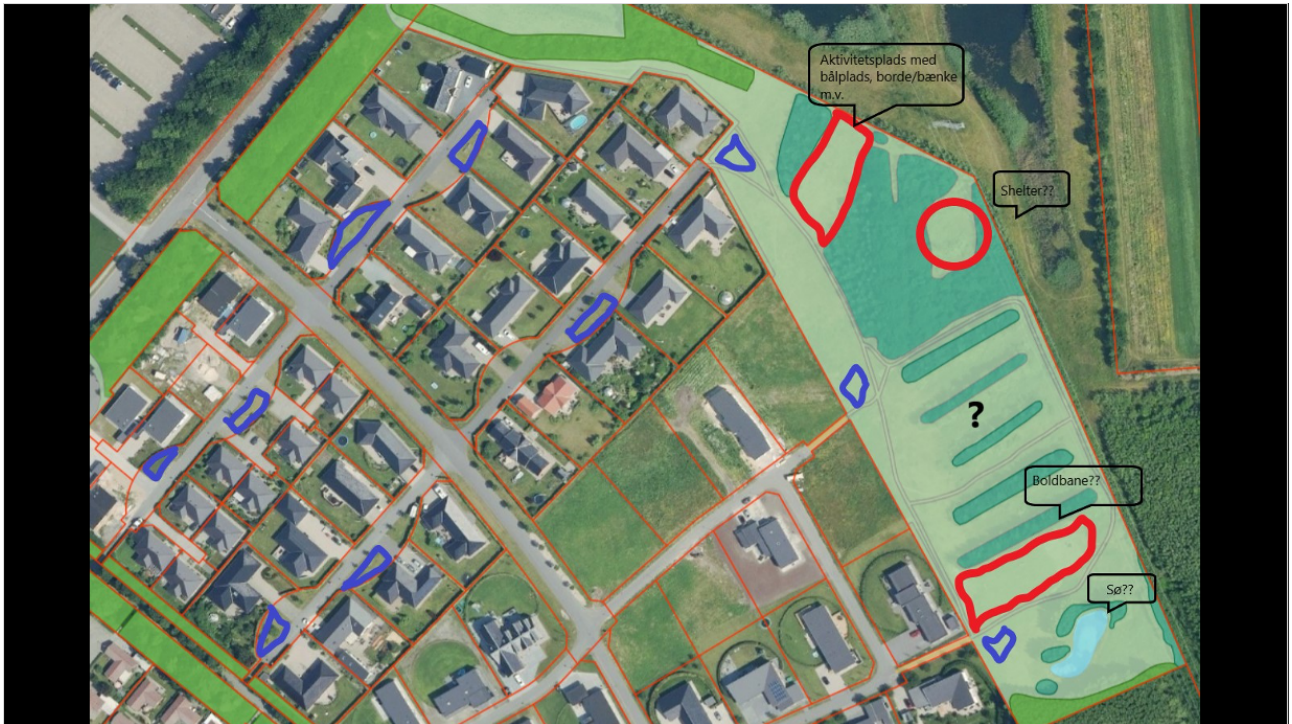 Aktivitetsplads med
bålplads, borde/bænke
m.v.
Shelter??
?
Boldbane??
Sø??